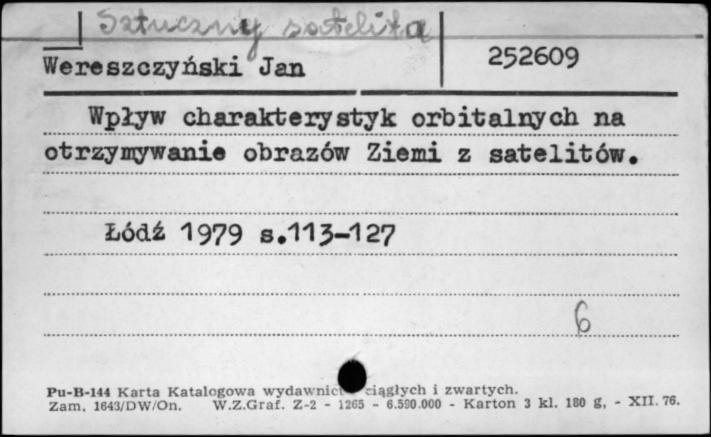 Sztuczny satelita
Wereszczyński Jan 252609
Wpływ charakterystyk orbitalnych na
otrzymywanie obrazów Ziemi z satelitów.
Łódź 1979 s.113-127
6
Pu-B-144 Karta Katalogowa wydawnic ciągłych i zwartych.
Zam. 1643/DW/On. W.Z.Graf. Z-2 - 1265 - 6.590.000 - Karton 3 kl. 180 g, - XII. 76.